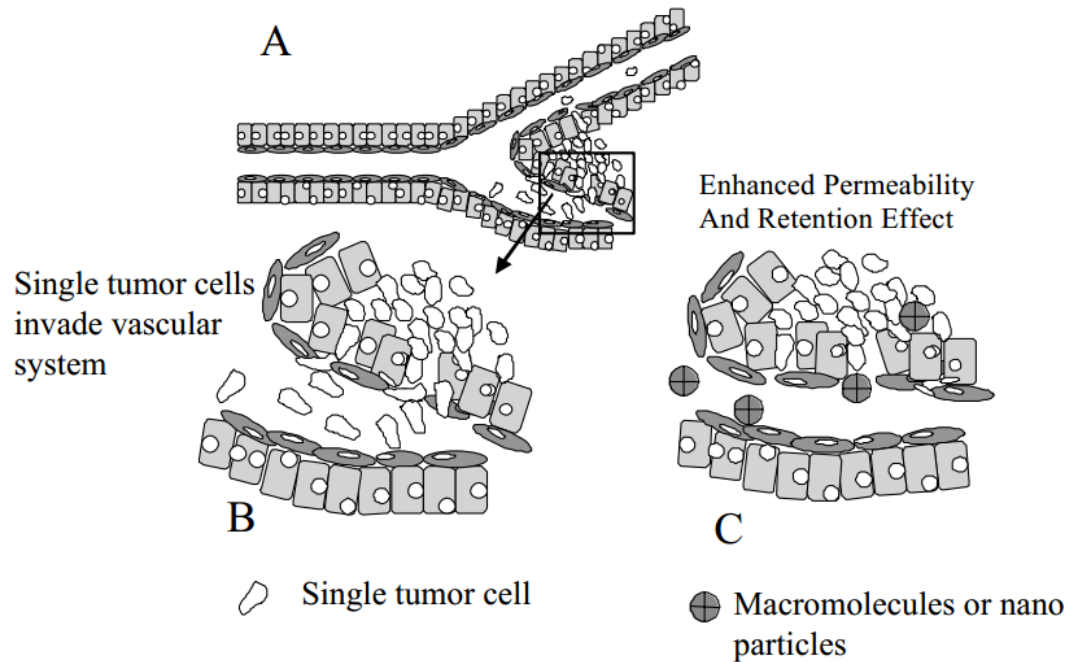 A
Enhanced Permeability
And Retention Effect
Single tumor cells
invade vascular
system
B
C
Single tumor cell
Macromolecules or nano
particles